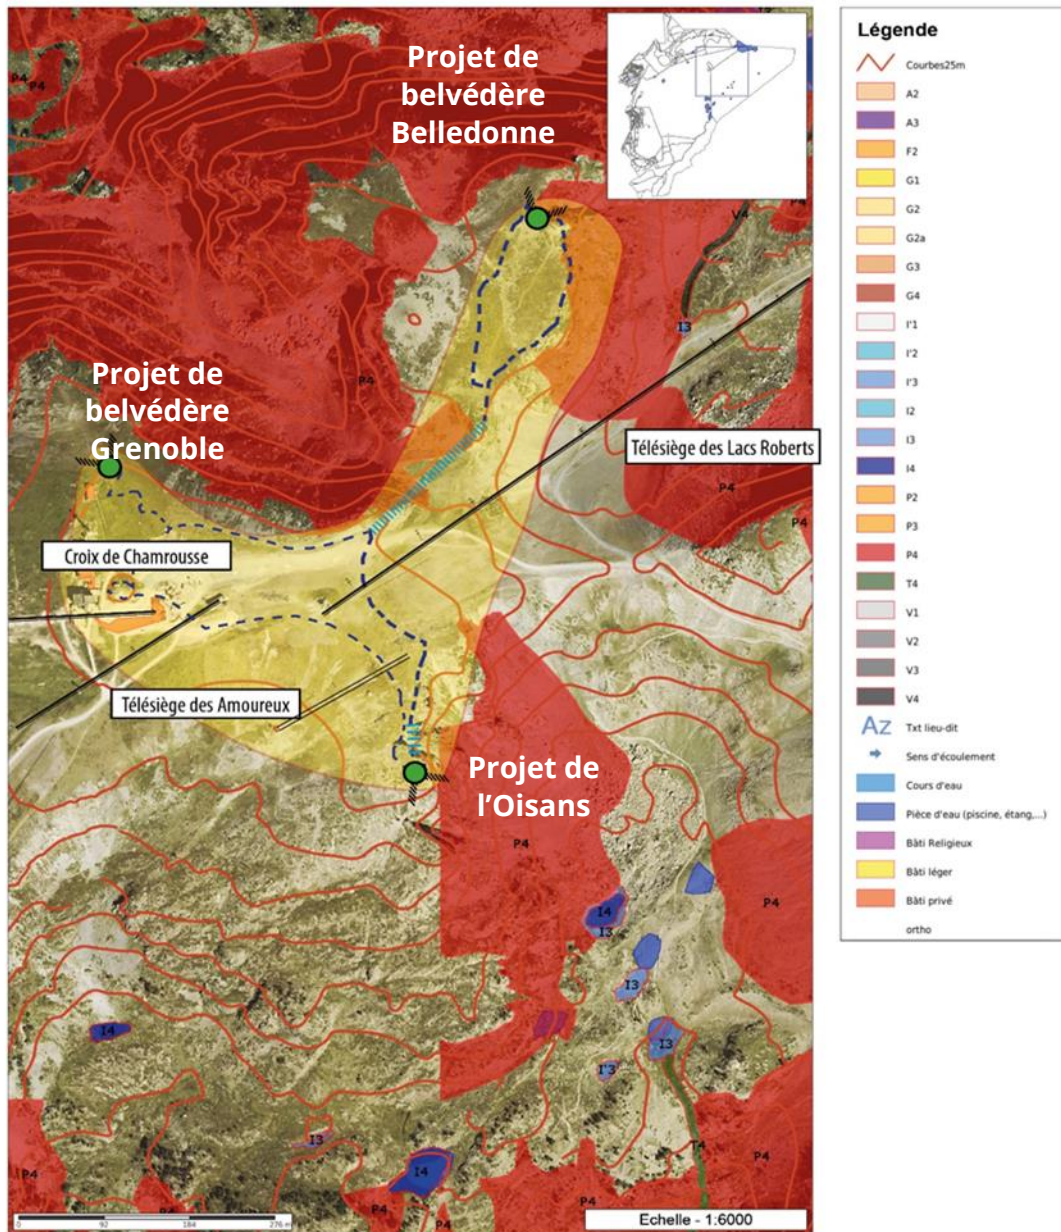 Projet de
belvédère
Belledonne
P4
P4
V4
P4
I3
P4
Projet de
belvédère
Grenoble
Télésiège des Lacs Roberts
P4
P4
Croix de Chamrousse
Télésiège des Amoureux
Projet de
l'Oisans
P4
P4
I4
I3
I3
I4
I3
I'3
I3
T4
I4
P4
P4
P4
P4
P4
0 92 184 276 m
Echelle - 1:6000
Légende
Courbes25m
A2
A3
F2
G1
G2
G2a
G3
G4
I'1
I'2
I'3
I2
I3
I4
P2
P3
P4
T4
V1
V2
V3
V4
Az Txt lieu-dit
Sens d'écoulement
Cours d'eau
Pièce d'eau (piscine, étang,...)
Bâti Religieux
Bâti léger
Bâti privé
ortho